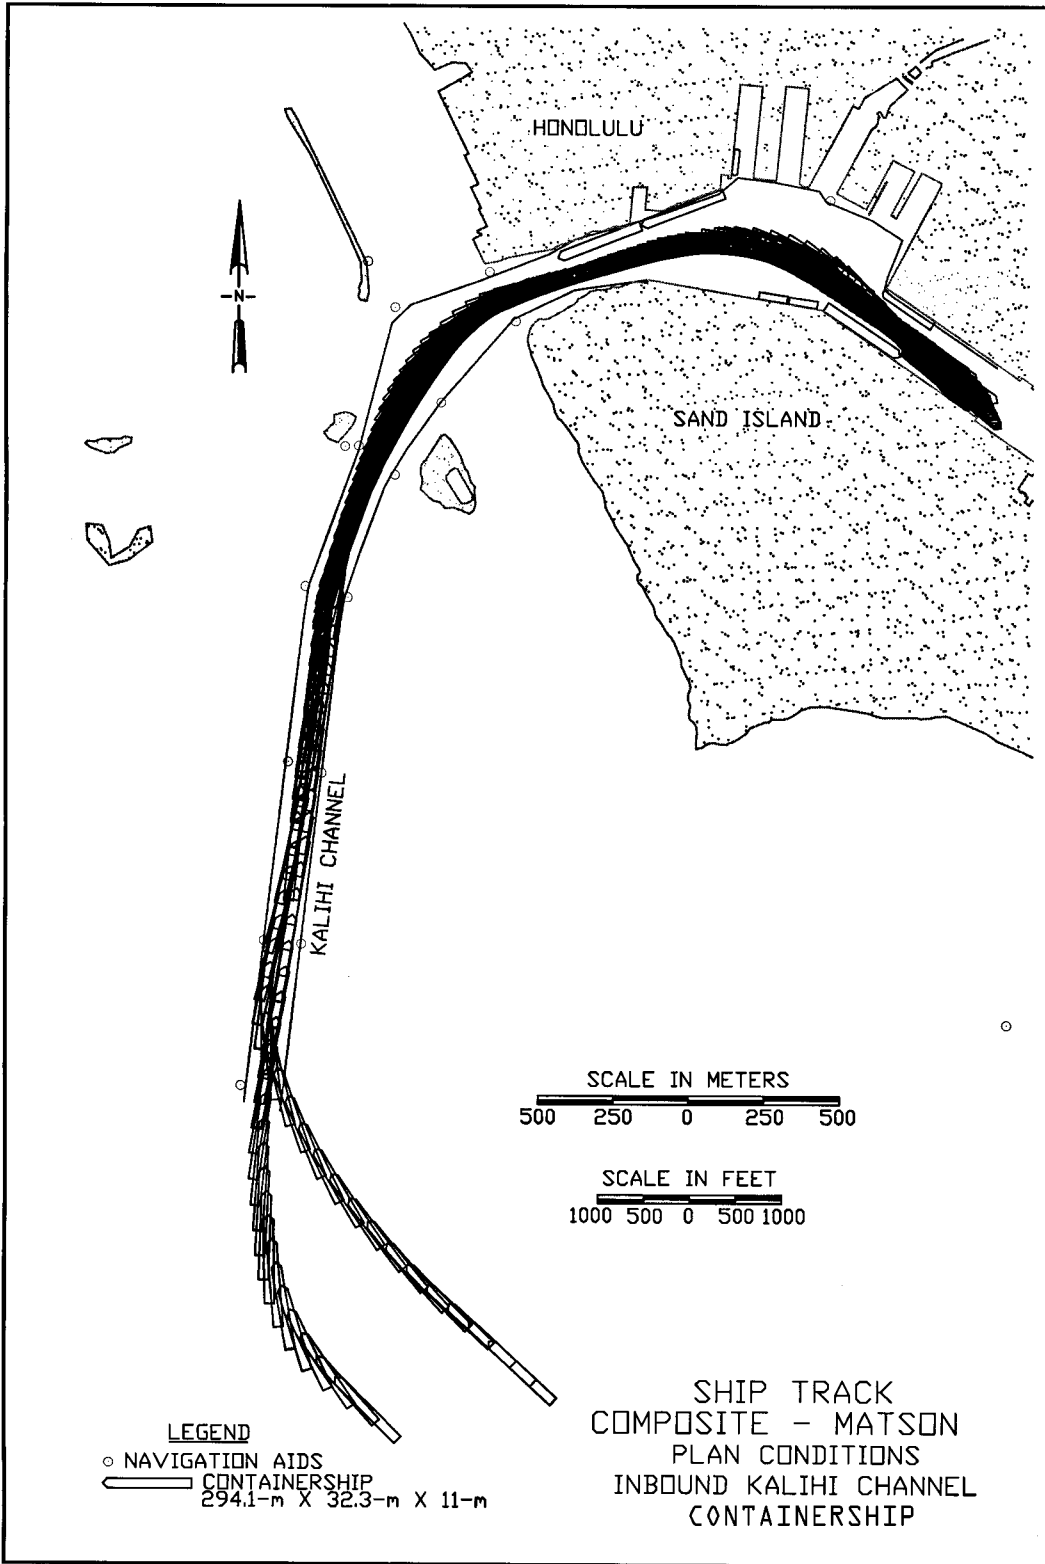 HONOLULU
-N-
SAND ISLAND
KALIHI CHANNEL
SCALE IN METERS
500 250 0 250 500
SCALE IN FEET
1000 500 0 500 1000
SHIP TRACK
COMPOSITE - MATSON
PLAN CONDITIONS
INBOUND KALIHI CHANNEL
CONTAINERSHIP
LEGEND
NAVIGATION AIDS
CONTAINERSHIP
294.1-m X 32.3-m X 11-m